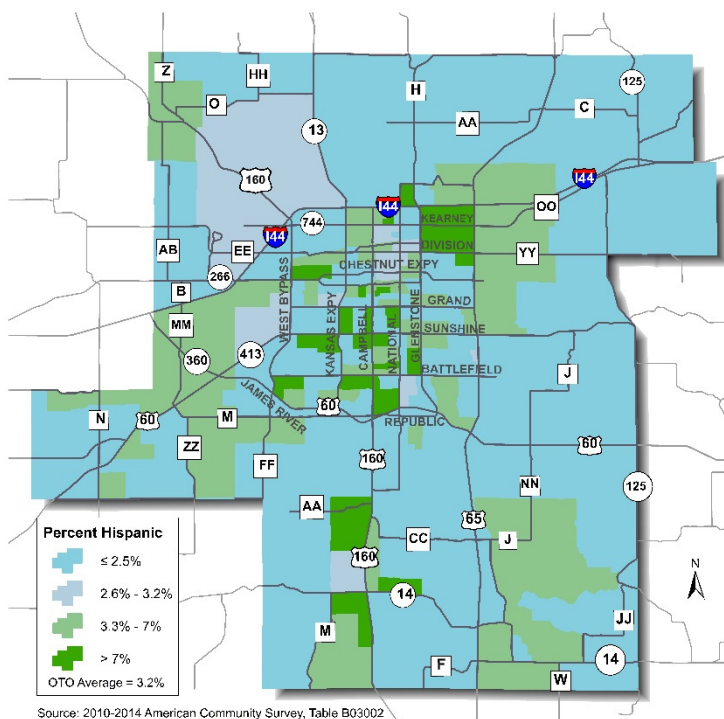 Z
HH
H
125
O
C
AA
13
160
I44
I44
OO
744
KEARNEY
I44
DIVISION
AB
EE
YY
CHESTNUT EXPY
266
B
WEST BYPASS
KANSAS EXPY
CAMPBELL
NATIONAL
GLENSTONE
GRAND
MM
SUNSHINE
413
360
BATTLEFIELD
J
JAMES RIVER
60
N
60
M
REPUBLIC
ZZ
60
160
FF
NN
125
AA
65
CC
J
160
N
14
JJ
M
F
14
W
Percent Hispanic
≤ 2.5%
2.6% - 3.2%
3.3% - 7%
> 7%
OTO Average = 3.2%
Source: 2010-2014 American Community Survey, Table B03002